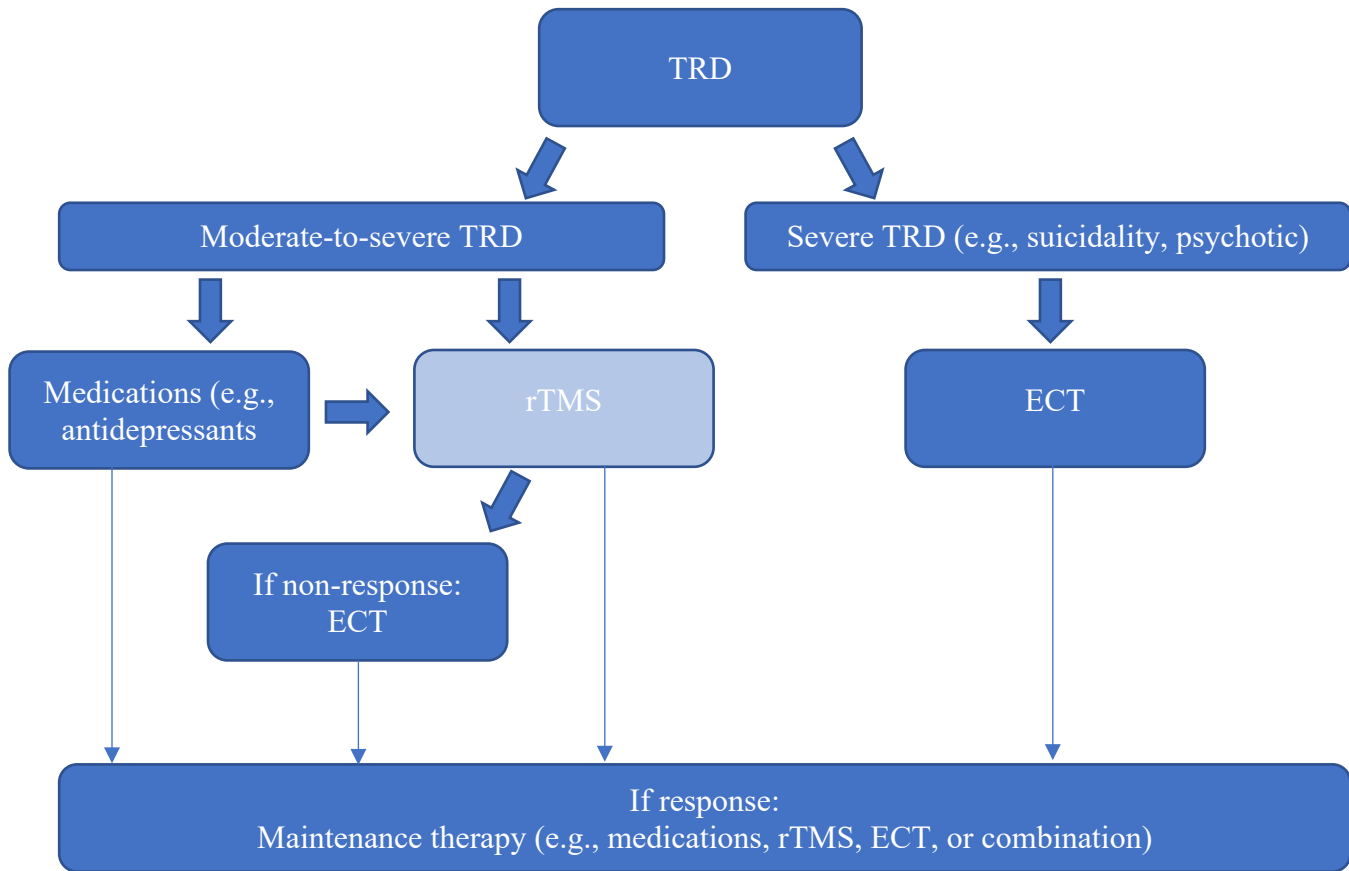 TRD
Moderate-to-severe TRD
Severe TRD (e.g., suicidality, psychotic)
Medications (e.g.,
antidepressants
rTMS
ECT
If non-response:
ECT
If response:
Maintenance therapy (e.g., medications, rTMS, ECT, or combination)